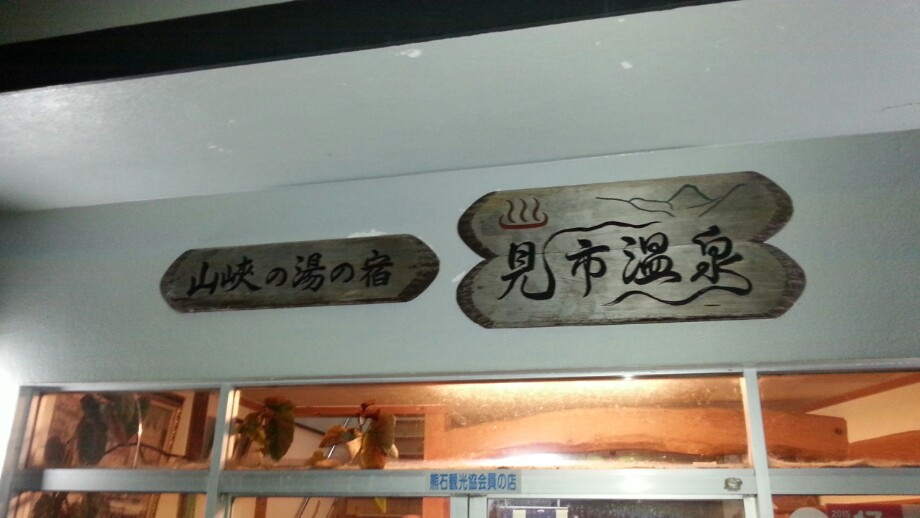 山峡の湯の宿
見市温泉
熊石観光協会員の店
2015